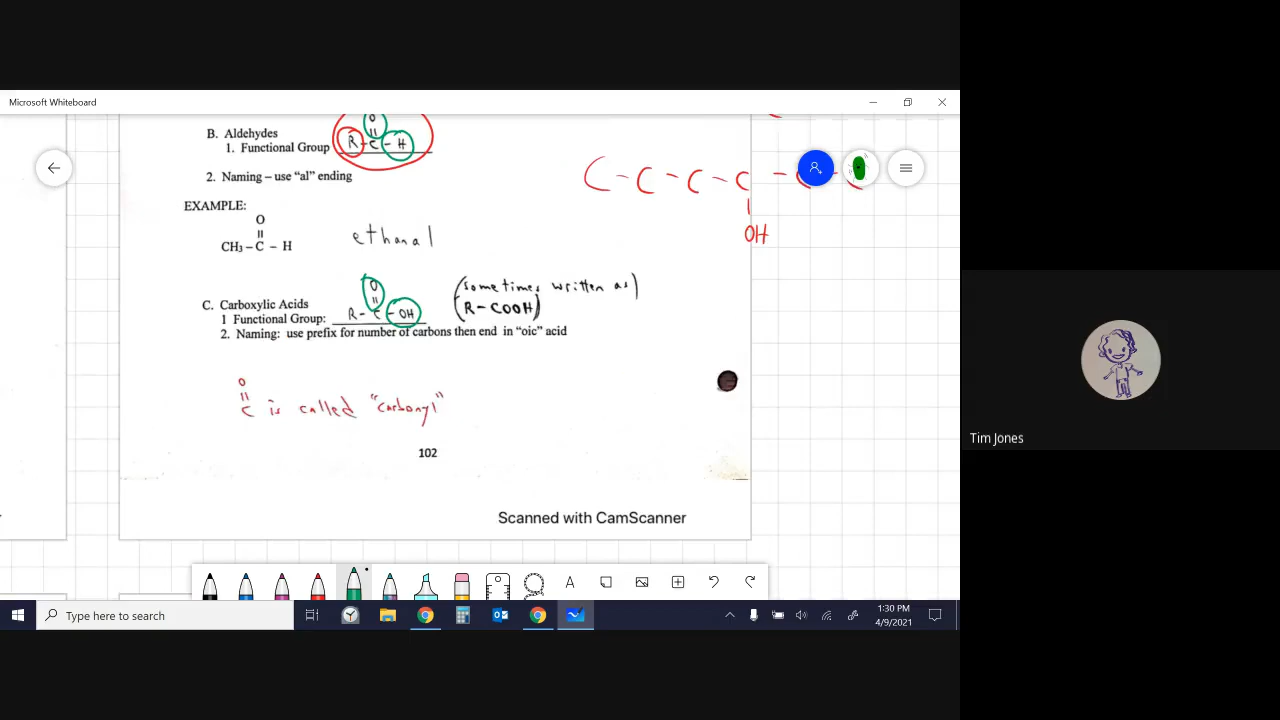 Microsoft Whiteboard
O
||
B. Aldehydes
R - C - H
1. Functional Group
2. Naming – use "al" ending
C - C - C - C - C - C
|
OH
EXAMPLE:
O
||
CH3 – C – H
ethanal
C. Carboxylic Acids
O
||
R - C - OH
(sometimes written as)
(R - COOH)
1 Functional Group:
2. Naming: use prefix for number of carbons then end in "oic" acid
O
||
C is called "carbonyl"
102
Scanned with CamScanner
Tim Jones
A
Type here to search
1:30 PM
4/9/2021